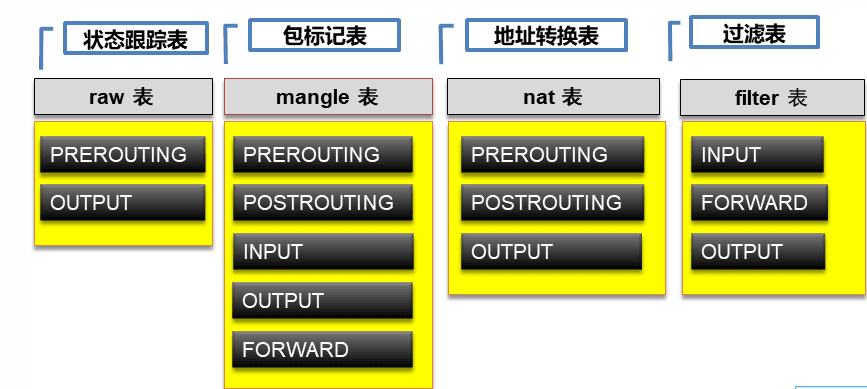 状态跟踪表
包标记表
地址转换表
过滤表
raw 表
mangle 表
nat 表
filter 表
PREROUTING
OUTPUT
PREROUTING
POSTROUTING
INPUT
OUTPUT
FORWARD
PREROUTING
POSTROUTING
OUTPUT
INPUT
FORWARD
OUTPUT